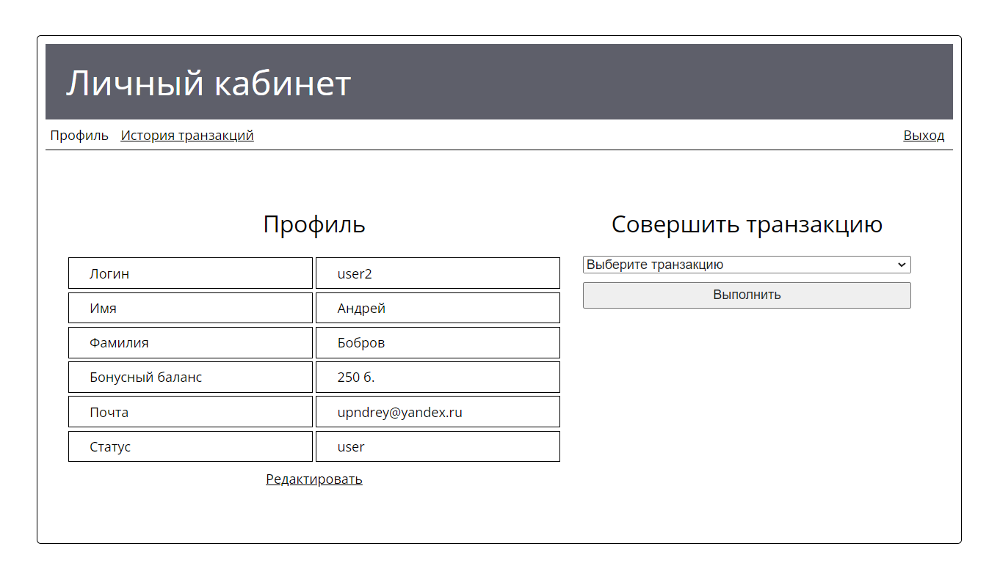 Личный кабинет
Профиль История транзакций Выход
Профиль
Логин user2
Имя Андрей
Фамилия Бобров
Бонусный баланс 250 б.
Почта upndrey@yandex.ru
Статус user
Редактировать
Совершить транзакцию
Выберите транзакцию
Выполнить